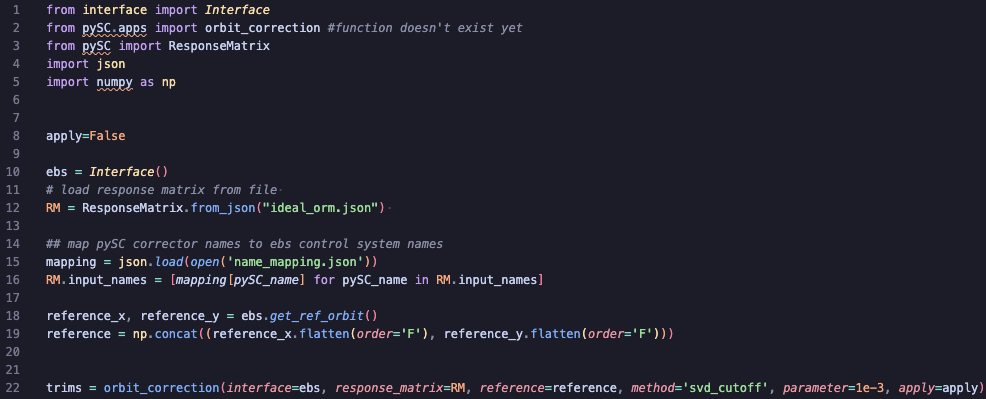 1 from interface import Interface
2 from pySC.apps import orbit_correction #function doesn't exist yet
3 from pySC import ResponseMatrix
4 import json
5 import numpy as np
6
7
8 apply=False
9
10 ebs = Interface()
11 # load response matrix from file
12 RM = ResponseMatrix.from_json("ideal_orm.json")
13
14 ## map pySC corrector names to ebs control system names
15 mapping = json.load(open('name_mapping.json'))
16 RM.input_names = [mapping[pySC_name] for pySC_name in RM.input_names]
17
18 reference_x, reference_y = ebs.get_ref_orbit()
19 reference = np.concat((reference_x.flatten(order='F'), reference_y.flatten(order='F')))
20
21
22 trims = orbit_correction(interface=ebs, response_matrix=RM, reference=reference, method='svd_cutoff', parameter=1e-3, apply=apply)